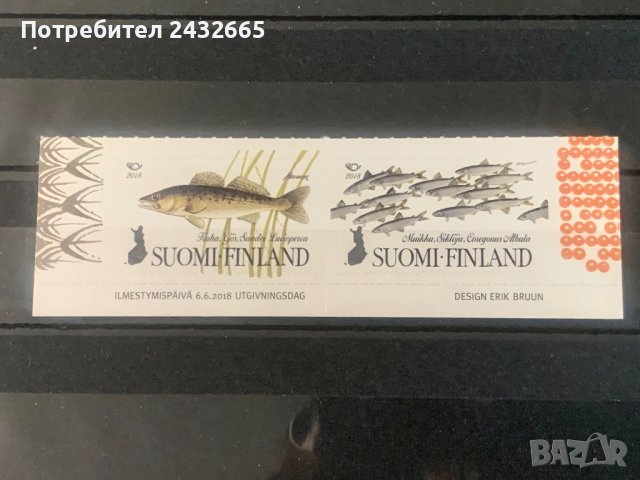 Потребител 2432665
2018
Kuha, Gös, Sander Lucioperca
SUOMI·FINLAND
ILMESTYMISPÄIVÄ 6.6.2018 UTGIVNINGSDAG
2018
Muikku, Siklöja, Coregonus Albula
SUOMI·FINLAND
DESIGN ERIK BRUUN
BAZAR